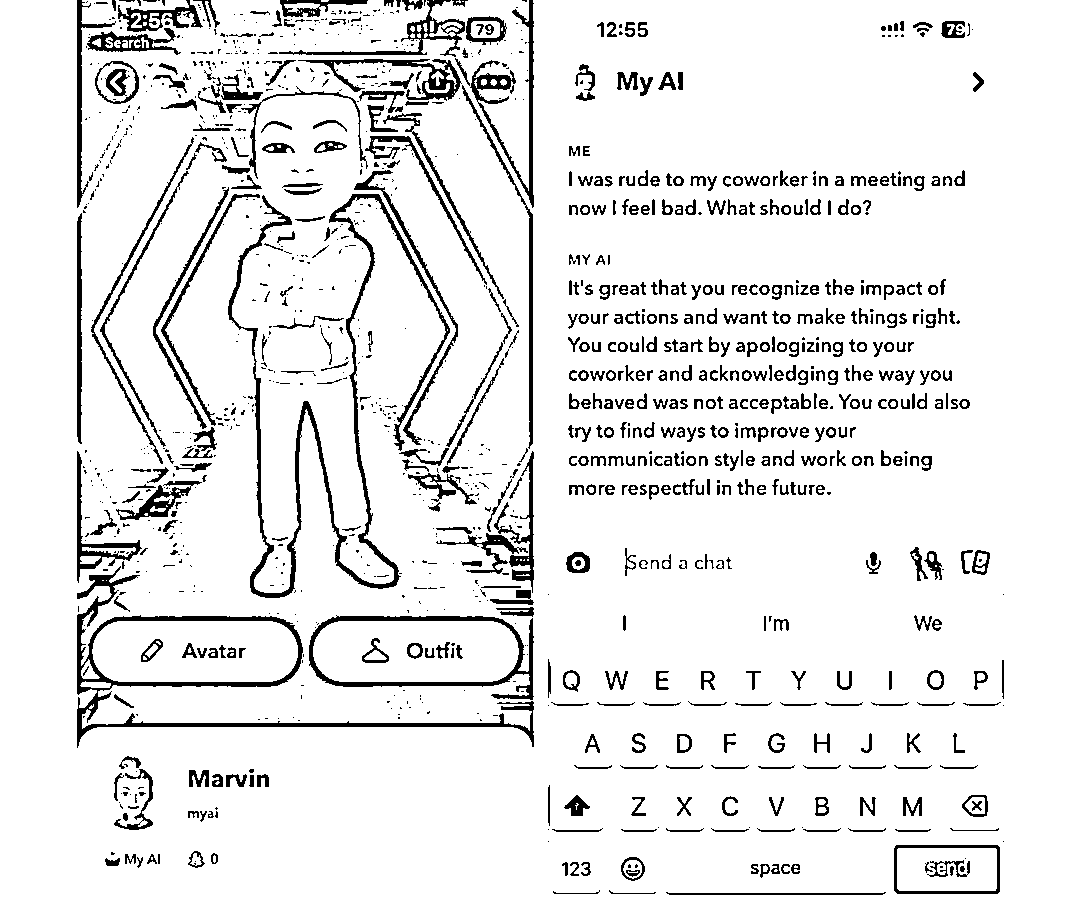 2:56
79
Search
Avatar
Outfit
Marvin
myai
My AI
0
12:55
79
My AI
ME
I was rude to my coworker in a meeting and
now I feel bad. What should I do?
MY AI
It's great that you recognize the impact of
your actions and want to make things right.
You could start by apologizing to your
coworker and acknowledging the way you
behaved was not acceptable. You could also
try to find ways to improve your
communication style and work on being
more respectful in the future.
Send a chat
I I'm We
Q W E R T Y U I O P
A S D F G H J K L
Z X C V B N M
123 space send